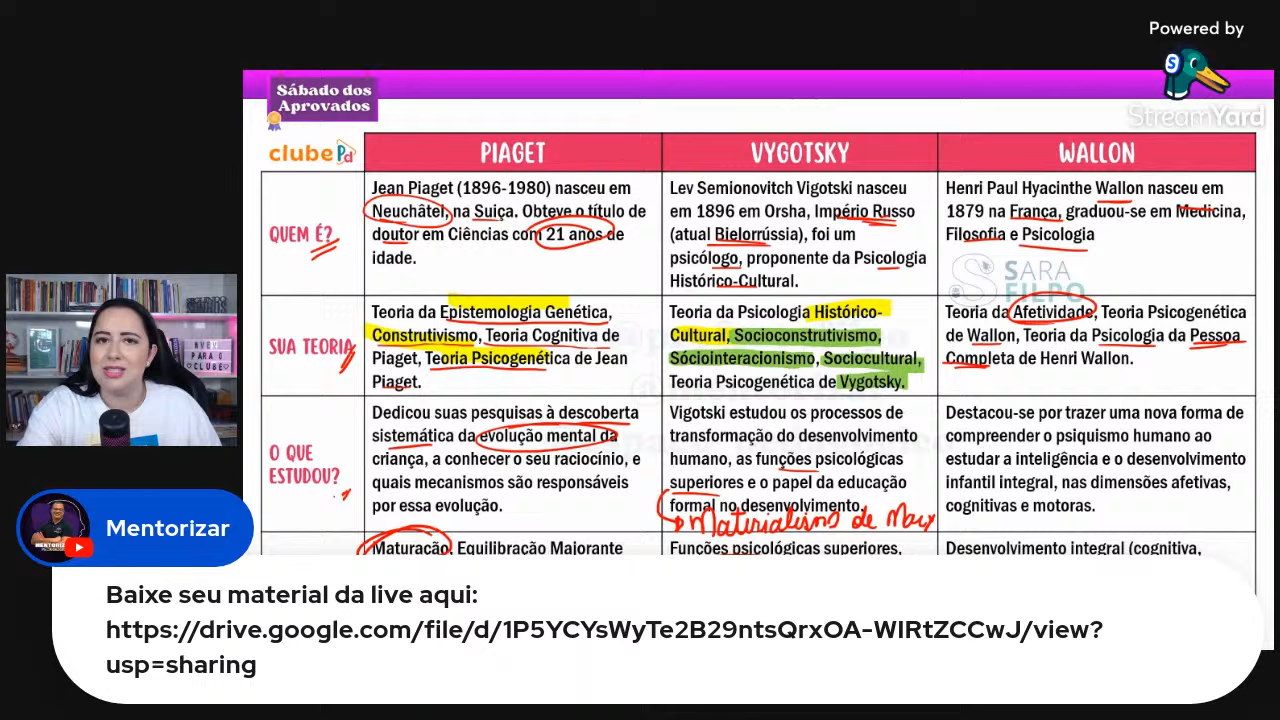 Powered by
StreamYard
Sábado dos
Aprovados
clube Pd
PIAGET
VYGOTSKY
WALLON
QUEM É?
Jean Piaget (1896-1980) nasceu em
Neuchâtel, na Suiça. Obteve o título de
doutor em Ciências com 21 anos de
idade.
Lev Semionovitch Vigotski nasceu
em 1896 em Orsha, Império Russo
(atual Bielorrússia), foi um
psicólogo, proponente da Psicologia
Histórico-Cultural.
Henri Paul Hyacinthe Wallon nasceu em
1879 na França, graduou-se em Medicina,
Filosofia e Psicologia
SARA
FILPO
SUA TEORIA
Teoria da Epistemologia Genética,
Construtivismo, Teoria Cognitiva de
Piaget, Teoria Psicogenética de Jean
Piaget.
Teoria da Psicologia Histórico-
Cultural, Socioconstrutivismo,
Sóciointeracionismo, Sociocultural,
Teoria Psicogenética de Vygotsky.
Teoria da Afetividade, Teoria Psicogenética
de Wallon, Teoria da Psicologia da Pessoa
Completa de Henri Wallon.
O QUE
ESTUDOU?
Dedicou suas pesquisas à descoberta
sistemática da evolução mental da
criança, a conhecer o seu raciocínio, e
quais mecanismos são responsáveis
por essa evolução.
Vigotski estudou os processos de
transformação do desenvolvimento
humano, as funções psicológicas
superiores e o papel da educação
formal no desenvolvimento.
Materialismo de Marx
Destacou-se por trazer uma nova forma de
compreender o psiquismo humano ao
estudar a inteligência e o desenvolvimento
infantil integral, nas dimensões afetivas,
cognitivas e motoras.
Maturação, Equilibração Majorante
Funções psicológicas superiores,
Desenvolvimento integral (cognitiva,
VEM PARA O
CLUBE
Mentorizar
Baixe seu material da live aqui:
https://drive.google.com/file/d/1P5YCYsWyTe2B29ntsQrxOA-WIRtZCCwJ/view?
usp=sharing